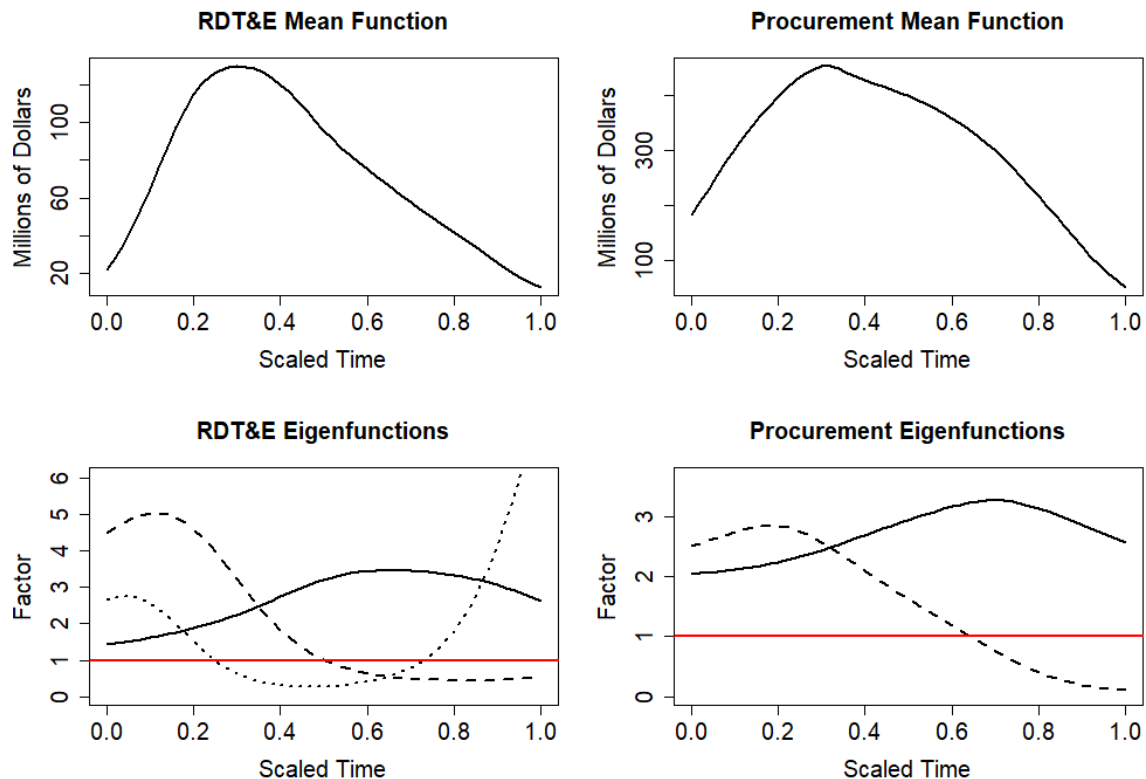 RDT&E Mean Function
Millions of Dollars
20
60
100
0.0 0.2 0.4 0.6 0.8 1.0
Scaled Time
Procurement Mean Function
Millions of Dollars
100
300
0.0 0.2 0.4 0.6 0.8 1.0
Scaled Time
RDT&E Eigenfunctions
Factor
0 1 2 3 4 5 6
0.0 0.2 0.4 0.6 0.8 1.0
Scaled Time
Procurement Eigenfunctions
Factor
0 1 2 3
0.0 0.2 0.4 0.6 0.8 1.0
Scaled Time